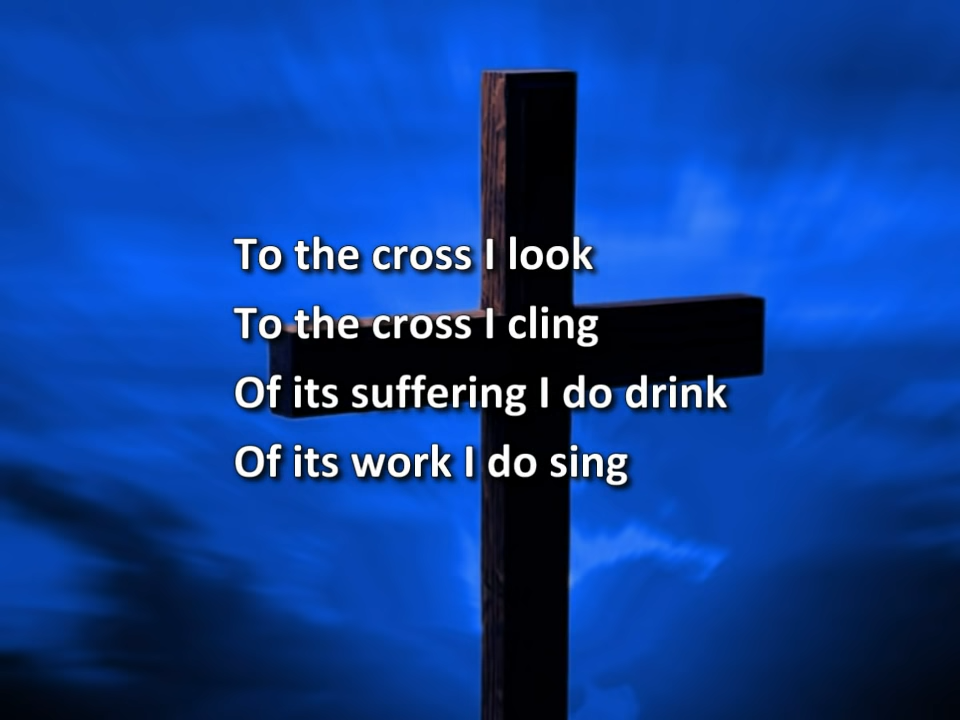 To the cross I look
To the cross I cling
Of its suffering I do drink
Of its work I do sing